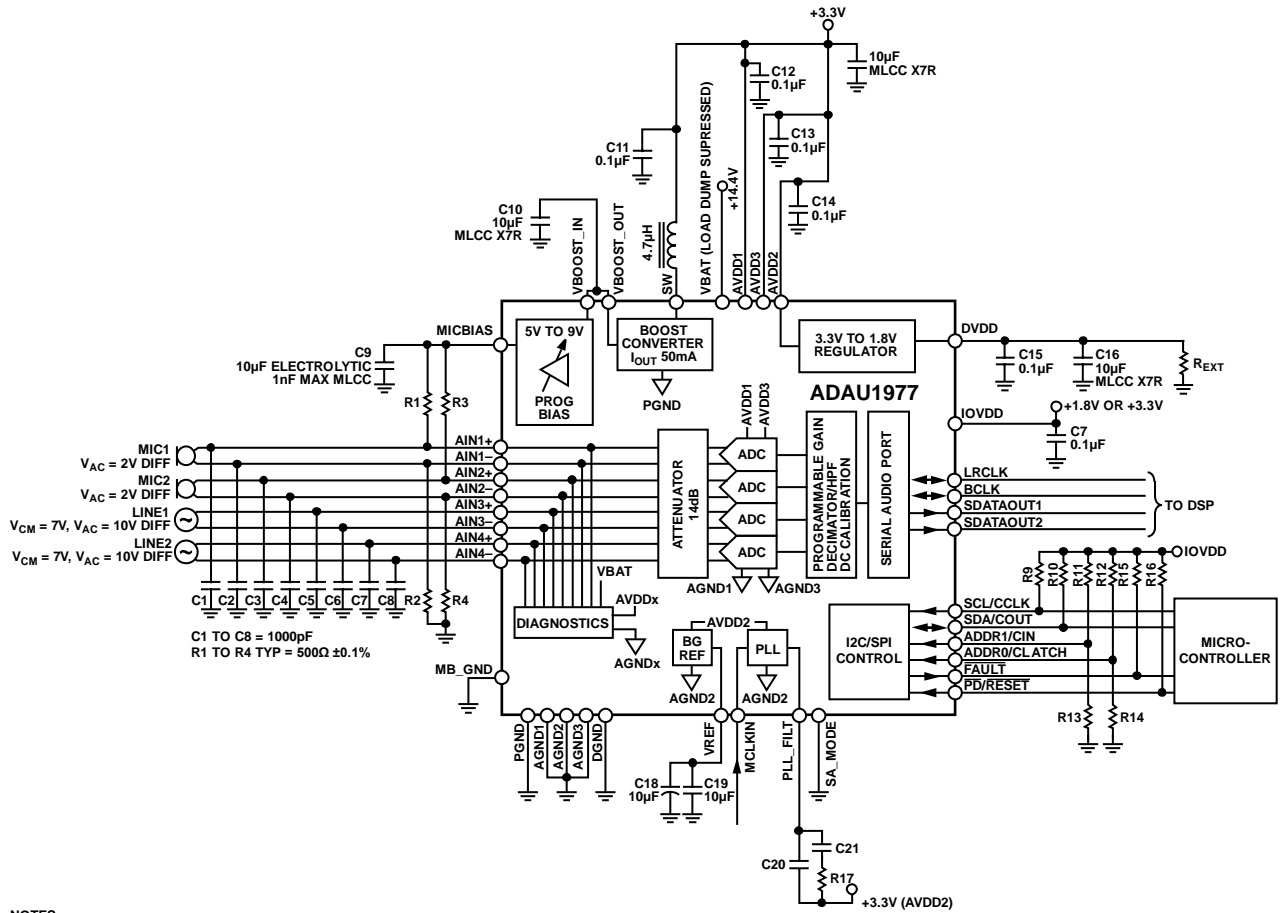 +3.3V
10µF
MLCC X7R
C12
0.1µF
C13
0.1µF
C11
0.1µF
C14
0.1µF
C10
10µF
MLCC X7R
VBOOST_IN
VBOOST_OUT
4.7µH
SW
VBAT (LOAD DUMP SUPRESSED)
+14.4V
AVDD1
AVDD3
AVDD2
MICBIAS
5V TO 9V
PROG
BIAS
BOOST
CONVERTER
IOUT 50mA
PGND
3.3V TO 1.8V
REGULATOR
DVDD
C15
0.1µF
C16
10µF
MLCC X7R
REXT
C9
10µF ELECTROLYTIC
1nF MAX MLCC
R1
R3
ADAU1977
AVDD1
AVDD3
IOVDD
+1.8V OR +3.3V
C7
0.1µF
MIC1
VAC = 2V DIFF
MIC2
VAC = 2V DIFF
LINE1
VCM = 7V, VAC = 10V DIFF
LINE2
VCM = 7V, VAC = 10V DIFF
AIN1+
AIN1–
AIN2+
AIN2–
AIN3+
AIN3–
AIN4+
AIN4–
ATTENUATOR
14dB
ADC
ADC
ADC
ADC
AGND1
AGND3
PROGRAMMABLE GAIN
DECIMATOR/HPF
DC CALIBRATION
SERIAL AUDIO PORT
LRCLK
BCLK
SDATAOUT1
SDATAOUT2
TO DSP
C1
C2
C3
C4
C5
C6
C7
C8
R2
R4
C1 TO C8 = 1000pF
R1 TO R4 TYP = 500Ω ±0.1%
VBAT
AVDDx
DIAGNOSTICS
AGNDx
AVDD2
BG
REF
PLL
AGND2
AGND2
I2C/SPI
CONTROL
IOVDD
R9
R10
R11
R12
R15
R16
SCL/CCLK
SDA/COUT
ADDR1/CIN
ADDR0/CLATCH
FAULT
PD/RESET
MICRO-
CONTROLLER
R13
R14
MB_GND
PGND
AGND1
AGND2
AGND3
DGND
VREF
MCLKIN
PLL_FILT
SA_MODE
C18
10µF
C19
10µF
C20
C21
R17
+3.3V (AVDD2)